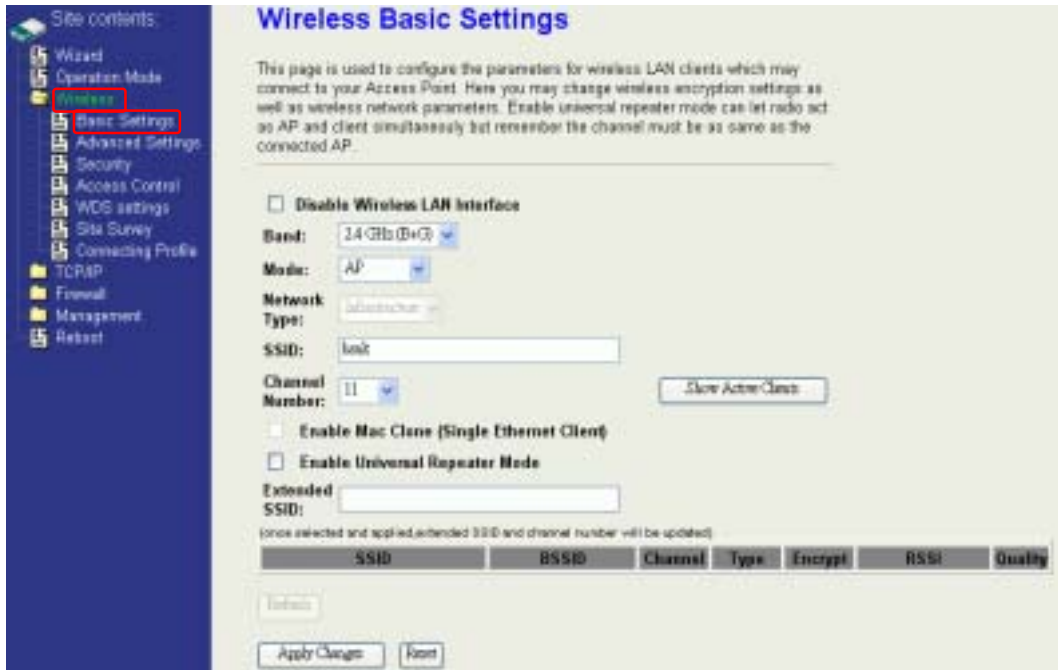 Site contents:
Wizard
Operation Mode
Wireless
Basic Settings
Advanced Settings
Security
Access Control
WDS settings
Site Survey
Connecting Profile
TCP/IP
Firewall
Management
Reboot
Wireless Basic Settings
This page is used to configure the parameters for wireless LAN clients which may
connect to your Access Point. Here you may change wireless encryption settings as
well as wireless network parameters. Enable universal repeater mode can let radio act
as AP and client simultaneouly but remember the channel must be as same as the
connected AP.
Disable Wireless LAN Interface
Band: 2.4 GHz (B+G)
Mode: AP
Network
Type: Infrastructure
SSID:
Channel
Number: 11 Show Active Clients
Enable Mac Clone (Single Ethernet Client)
Enable Universal Repeater Mode
Extended
SSID:
(once selected and applied,extended SSID and channel number will be updated)
SSID BSSID Channel Type Encrypt RSSI Quality
Refresh
Apply Changes Reset